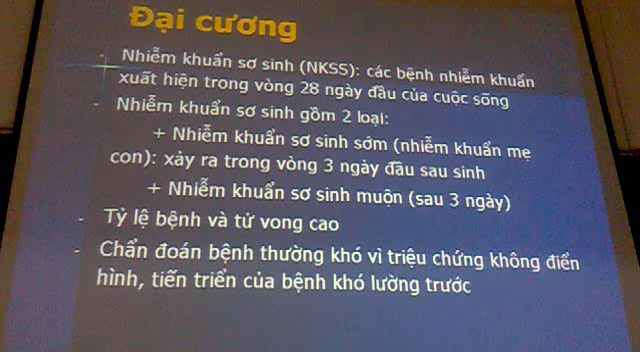 Đại cương
- Nhiễm khuẩn sơ sinh (NKSS): các bệnh nhiễm khuẩn
xuất hiện trong vòng 28 ngày đầu của cuộc sống
- Nhiễm khuẩn sơ sinh gồm 2 loại:
+ Nhiễm khuẩn sơ sinh sớm (nhiễm khuẩn mẹ
con): xảy ra trong vòng 3 ngày đầu sau sinh
+ Nhiễm khuẩn sơ sinh muộn (sau 3 ngày)
- Tỷ lệ bệnh và tử vong cao
- Chẩn đoán bệnh thường khó vì triệu chứng không điển
hình, tiến triển của bệnh khó lường trước